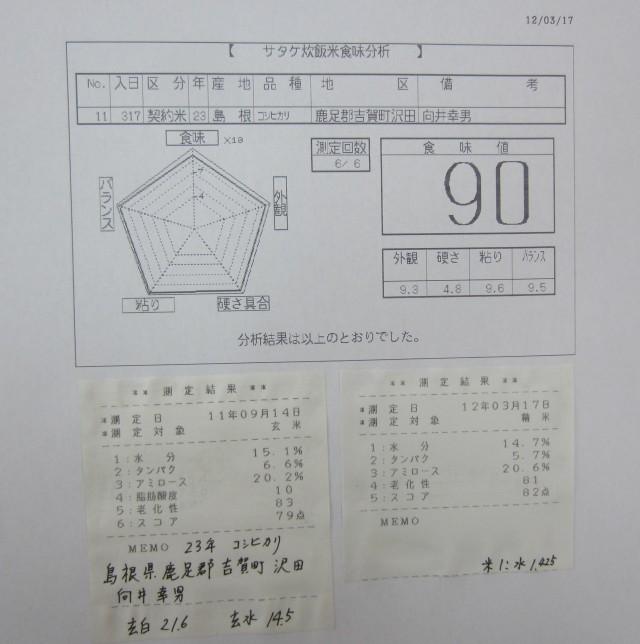 12/03/17
【 サタケ炊飯米食味分析 】
No. 入日 区分 年 産地 品種 地区 備考
11 317 契約米 23 島根 コシヒカリ 鹿足郡吉賀町沢田 向井幸男
食味 ×10
7
4
バランス
外観
粘り
硬さ具合
測定回数
6/ 6
食味値
90
外観 硬さ 粘り バランス
9.3 4.8 9.6 9.5
分析結果は以上のとおりでした。
** 測定結果 **
*測定日 11年09月14日
*測定対象 玄米
1:水分 15.1%
2:タンパク 6.6%
3:アミロース 20.2%
4:脂肪酸度 10
5:老化性 83
6:スコア 79点
MEMO 23年 コシヒカリ
島根県鹿足郡吉賀町沢田
向井幸男
玄白 21.6 玄水 14.5
** 測定結果 **
*測定日 12年03月17日
*測定対象 精米
1:水分 14.7%
2:タンパク 5.7%
3:アミロース 20.6%
4:老化性 81
5:スコア 82点
MEMO
米1:水1.425